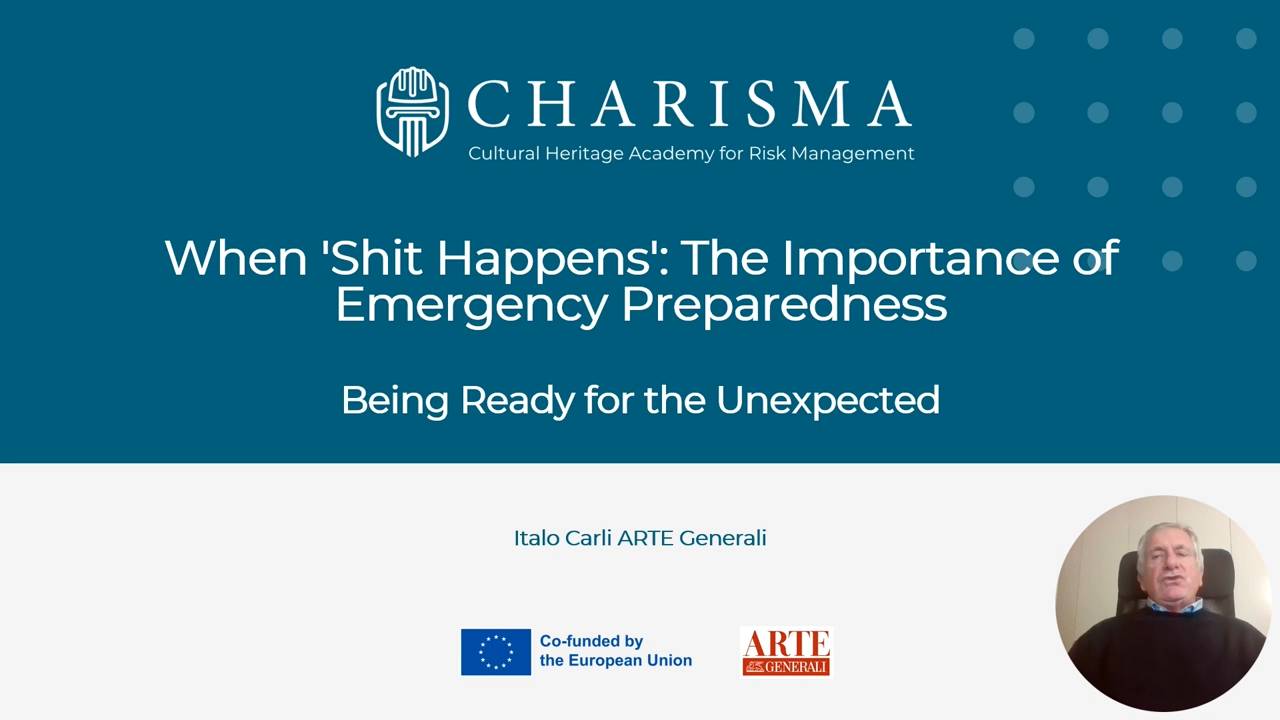 CHARISMA
Cultural Heritage Academy for Risk Management
When 'Shit Happens': The Importance of
Emergency Preparedness
Being Ready for the Unexpected
Italo Carli ARTE Generali
Co-funded by
the European Union
ARTE
GENERALI